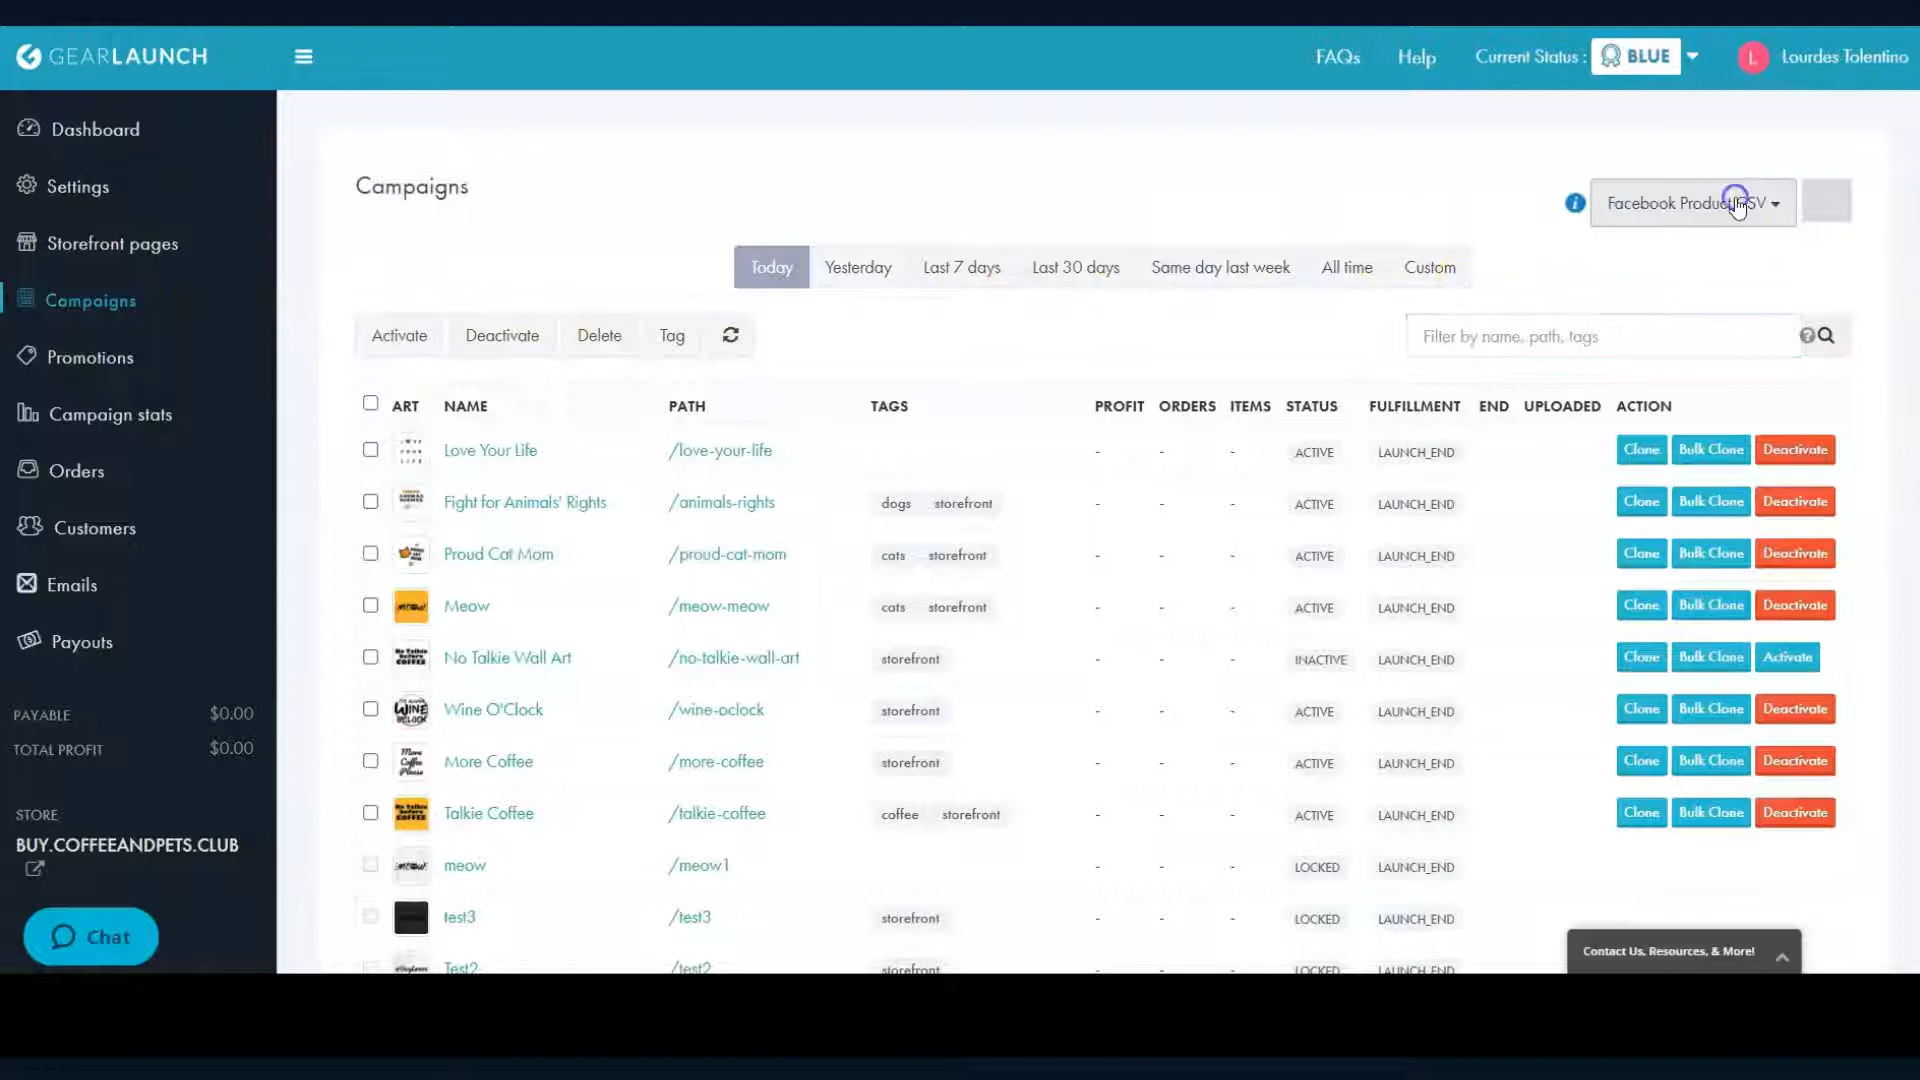 GEARLAUNCH
FAQs Help Current Status : BLUE L Lourdes Tolentino
Dashboard
Settings
Storefront pages
Campaigns
Promotions
Campaign stats
Orders
Customers
Emails
Payouts
PAYABLE $0.00
TOTAL PROFIT $0.00
STORE
BUY.COFFEEANDPETS.CLUB
Chat
Campaigns
i Facebook Product CSV
Today Yesterday Last 7 days Last 30 days Same day last week All time Custom
Activate Deactivate Delete Tag
Filter by name, path, tags
ART NAME PATH TAGS PROFIT ORDERS ITEMS STATUS FULFILLMENT END UPLOADED ACTION
Love Your Life /love-your-life - - - ACTIVE LAUNCH_END Clone Bulk Clone Deactivate
Fight for Animals' Rights /animals-rights dogs storefront - - - ACTIVE LAUNCH_END Clone Bulk Clone Deactivate
Proud Cat Mom /proud-cat-mom cats storefront - - - ACTIVE LAUNCH_END Clone Bulk Clone Deactivate
Meow /meow-meow cats storefront - - - ACTIVE LAUNCH_END Clone Bulk Clone Deactivate
No Talkie Wall Art /no-talkie-wall-art storefront - - - INACTIVE LAUNCH_END Clone Bulk Clone Activate
Wine O'Clock /wine-oclock storefront - - - ACTIVE LAUNCH_END Clone Bulk Clone Deactivate
More Coffee /more-coffee storefront - - - ACTIVE LAUNCH_END Clone Bulk Clone Deactivate
Talkie Coffee /talkie-coffee coffee storefront - - - ACTIVE LAUNCH_END Clone Bulk Clone Deactivate
meow /meow1 - - - LOCKED LAUNCH_END
test3 /test3 storefront - - - LOCKED LAUNCH_END
Test2 /test2 storefront - - - LOCKED LAUNCH_END
Contact Us, Resources, & More!